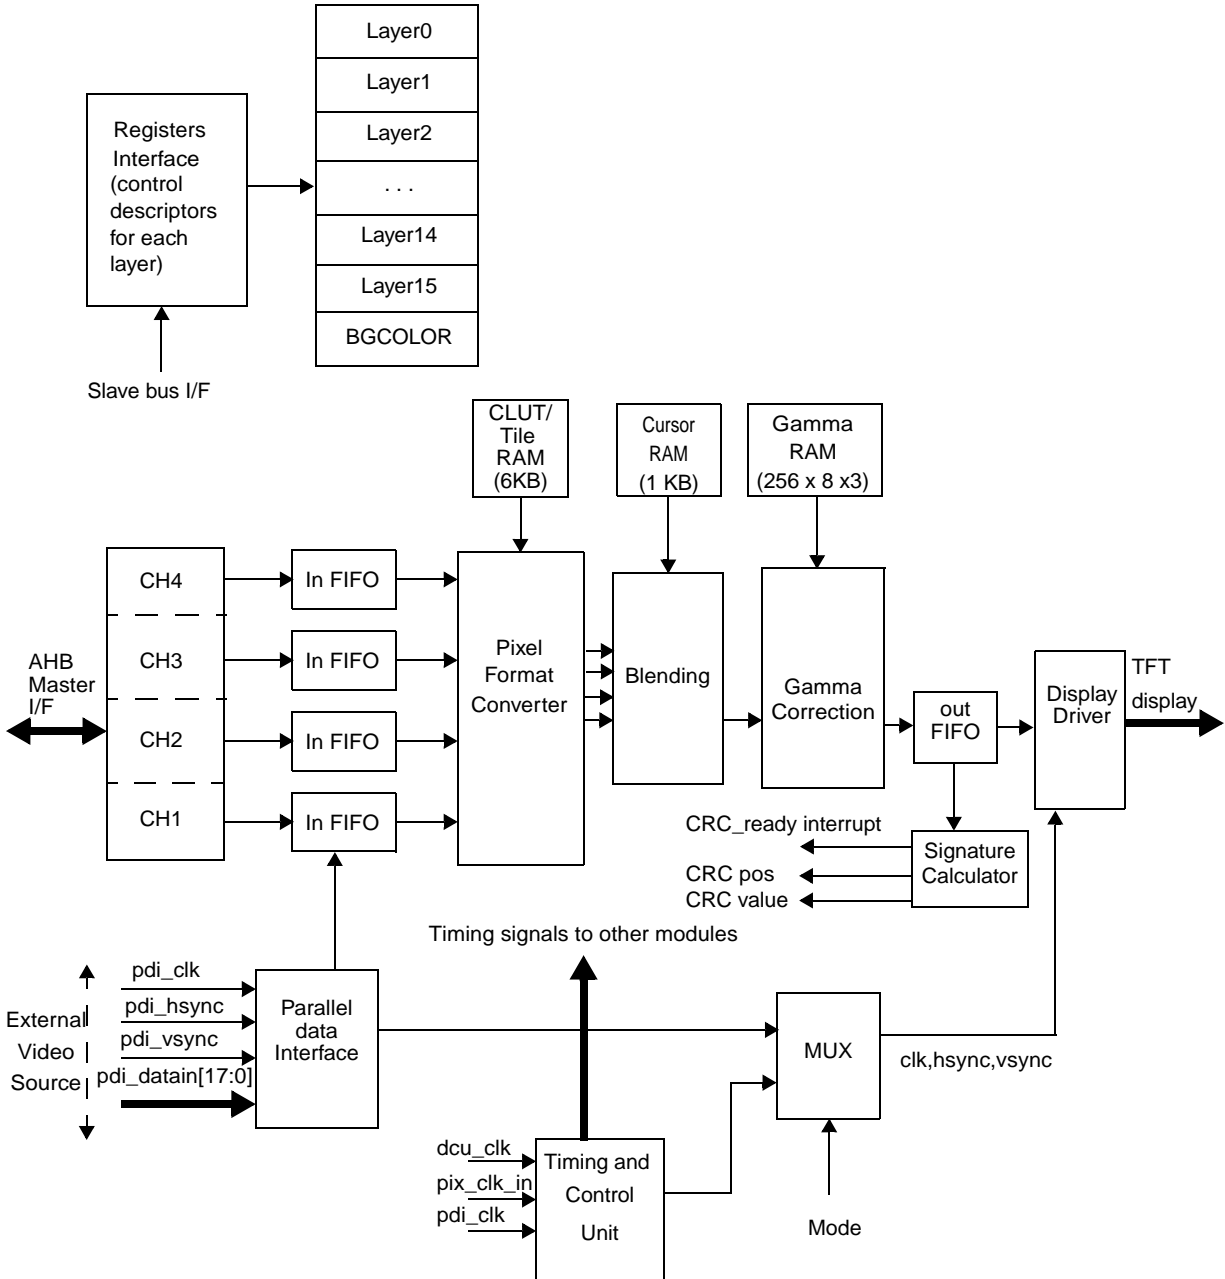 Layer0
Layer1
Layer2
. . .
Layer14
Layer15
BGCOLOR
Registers
Interface
(control
descriptors
for each
layer)
Slave bus I/F
CLUT/
Tile
RAM
(6KB)
Cursor
RAM
(1 KB)
Gamma
RAM
(256 x 8 x3)
AHB
Master
I/F
CH4
CH3
CH2
CH1
In FIFO
In FIFO
In FIFO
In FIFO
Pixel
Format
Converter
Blending
Gamma
Correction
out
FIFO
Display
Driver
TFT
display
CRC_ready interrupt
CRC pos
CRC value
Signature
Calculator
Timing signals to other modules
External
Video
Source
pdi_clk
pdi_hsync
pdi_vsync
pdi_datain[17:0]
Parallel
data
Interface
MUX
clk,hsync,vsync
Mode
dcu_clk
pix_clk_in
pdi_clk
Timing and
Control
Unit